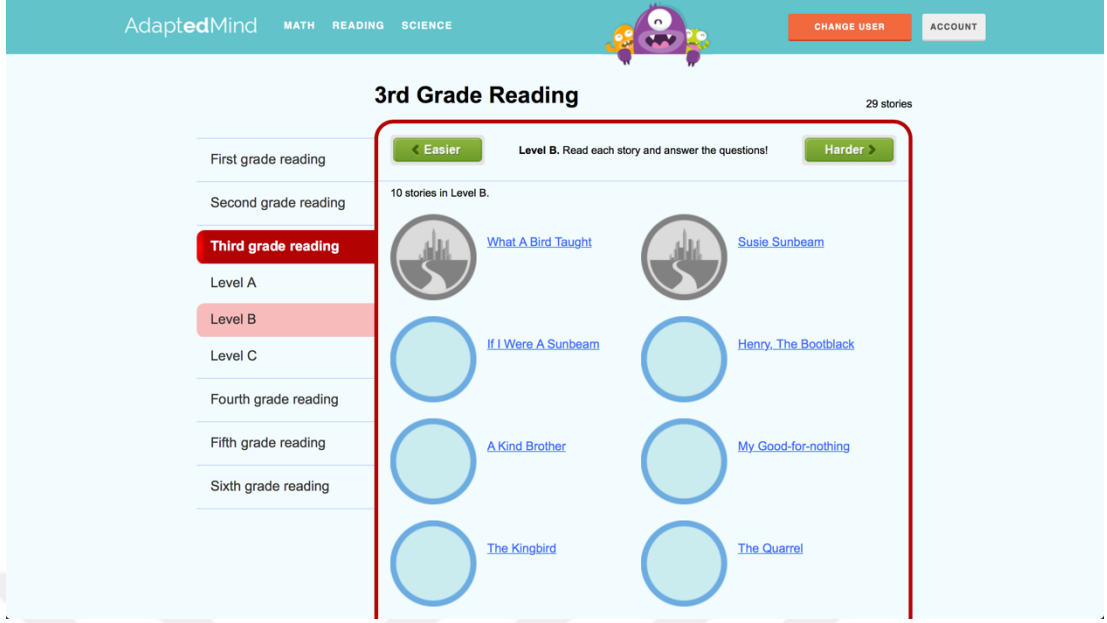 AdaptedMind MATH READING SCIENCE CHANGE USER ACCOUNT
3rd Grade Reading
29 stories
First grade reading
Second grade reading
Third grade reading
Level A
Level B
Level C
Fourth grade reading
Fifth grade reading
Sixth grade reading
Easier Level B. Read each story and answer the questions! Harder
10 stories in Level B.
What A Bird Taught Susie Sunbeam
If I Were A Sunbeam Henry, The Bootblack
A Kind Brother My Good-for-nothing
The Kingbird The Quarrel